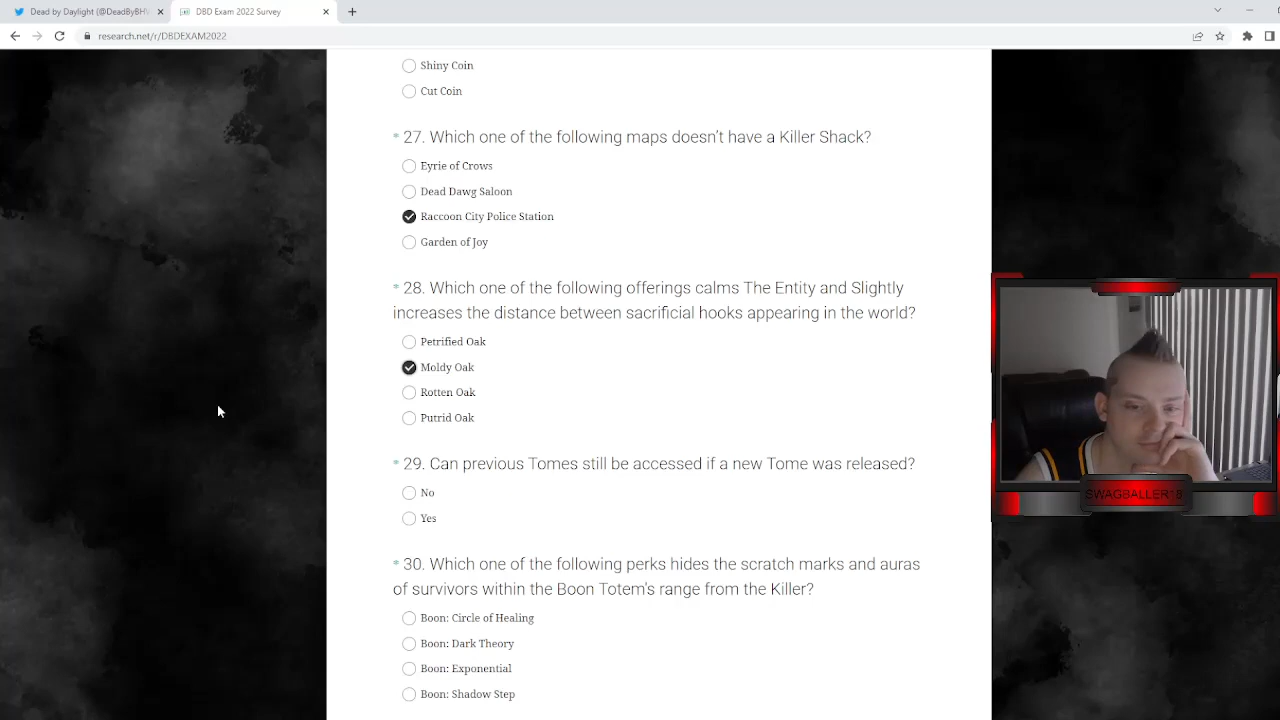 Dead by Daylight (@DeadByBHV
DBD Exam 2022 Survey
research.net/r/DBDEXAM2022
Shiny Coin
Cut Coin
* 27. Which one of the following maps doesn't have a Killer Shack?
Eyrie of Crows
Dead Dawg Saloon
Raccoon City Police Station
Garden of Joy
* 28. Which one of the following offerings calms The Entity and Slightly
increases the distance between sacrificial hooks appearing in the world?
Petrified Oak
Moldy Oak
Rotten Oak
Putrid Oak
* 29. Can previous Tomes still be accessed if a new Tome was released?
No
Yes
* 30. Which one of the following perks hides the scratch marks and auras
of survivors within the Boon Totem's range from the Killer?
Boon: Circle of Healing
Boon: Dark Theory
Boon: Exponential
Boon: Shadow Step
SWAGBALLER18